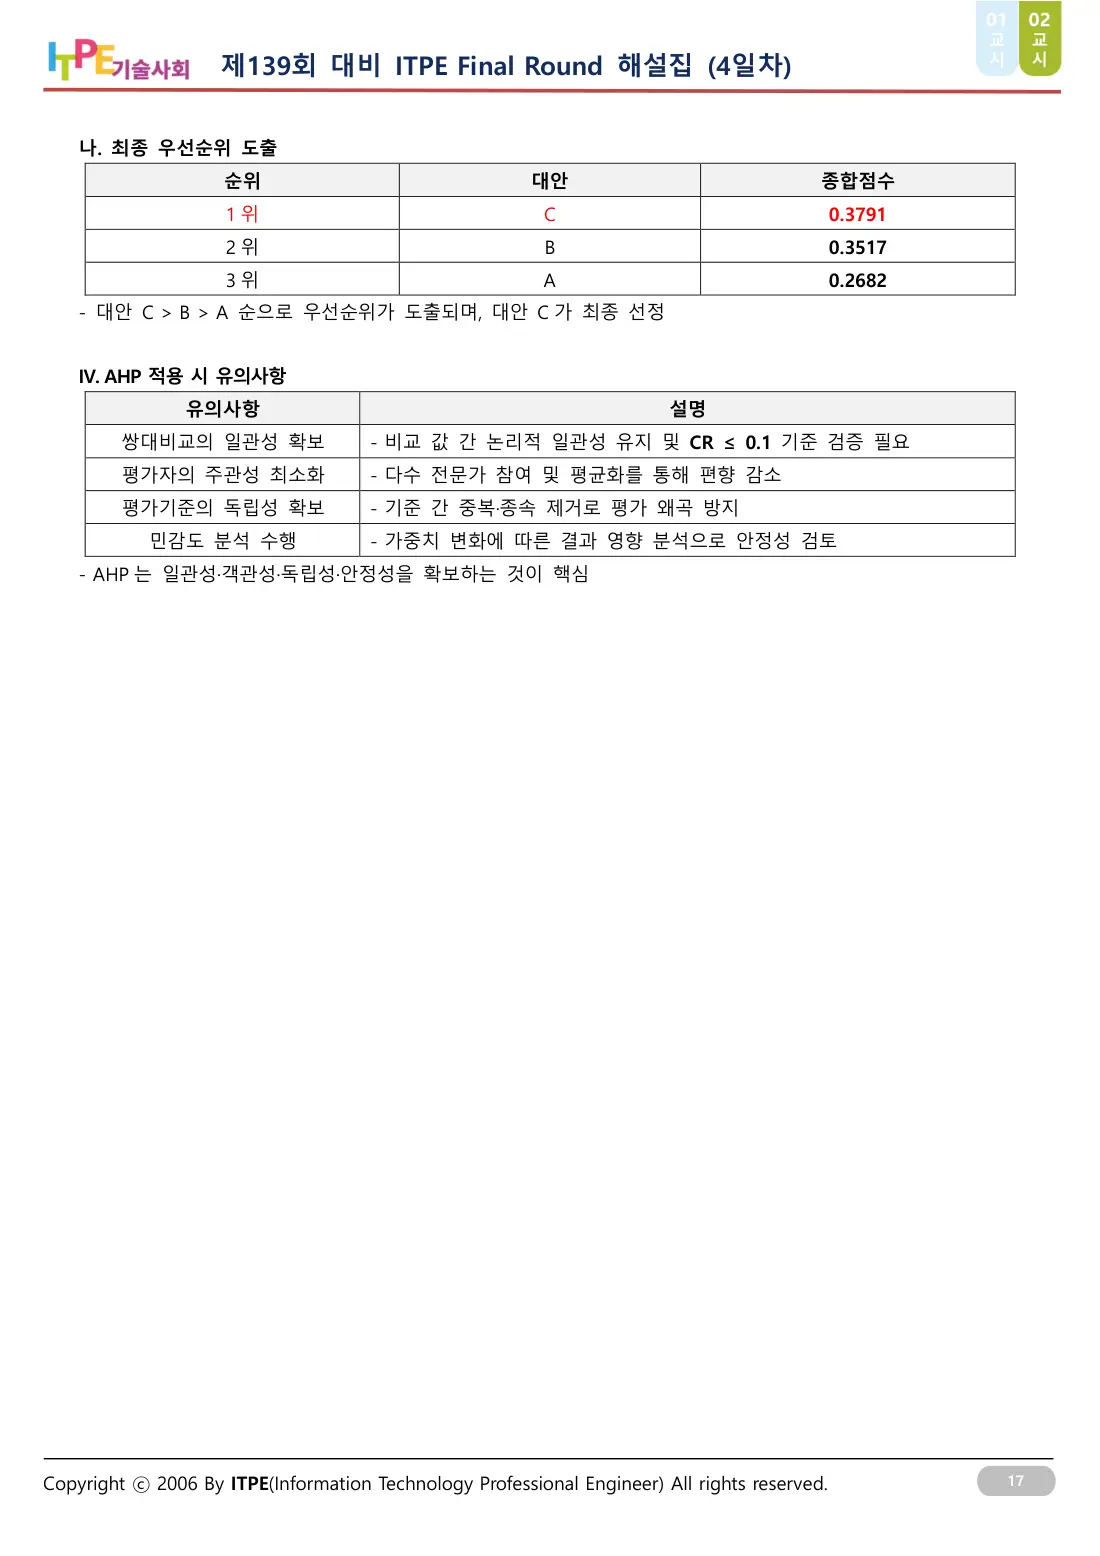 01 교시
02 교시
ITPE기술사회 제139회 대비 ITPE Final Round 해설집 (4일차)
나. 최종 우선순위 도출
순위 대안 종합점수
1위 C 0.3791
2위 B 0.3517
3위 A 0.2682
- 대안 C > B > A 순으로 우선순위가 도출되며, 대안 C가 최종 선정
IV. AHP 적용 시 유의사항
유의사항 설명
쌍대비교의 일관성 확보 - 비교 값 간 논리적 일관성 유지 및 CR ≤ 0.1 기준 검증 필요
평가자의 주관성 최소화 - 다수 전문가 참여 및 평균화를 통해 편향 감소
평가기준의 독립성 확보 - 기준 간 중복·종속 제거로 평가 왜곡 방지
민감도 분석 수행 - 가중치 변화에 따른 결과 영향 분석으로 안정성 검토
- AHP는 일관성·객관성·독립성·안정성을 확보하는 것이 핵심
Copyright ⓒ 2006 By ITPE(Information Technology Professional Engineer) All rights reserved.
17